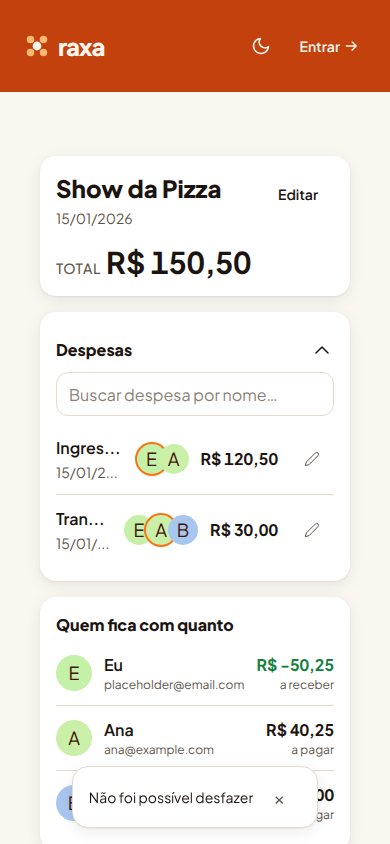 raxa
Entrar →
Show da Pizza
Editar
15/01/2026
TOTAL R$ 150,50
Despesas
Buscar despesa por nome...
Ingres... E A R$ 120,50
15/01/2...
Tran... E A B R$ 30,00
15/01/...
Quem fica com quanto
E Eu R$ -50,25
placeholder@email.com a receber
A Ana R$ 40,25
ana@example.com a pagar
Não foi possível desfazer ×